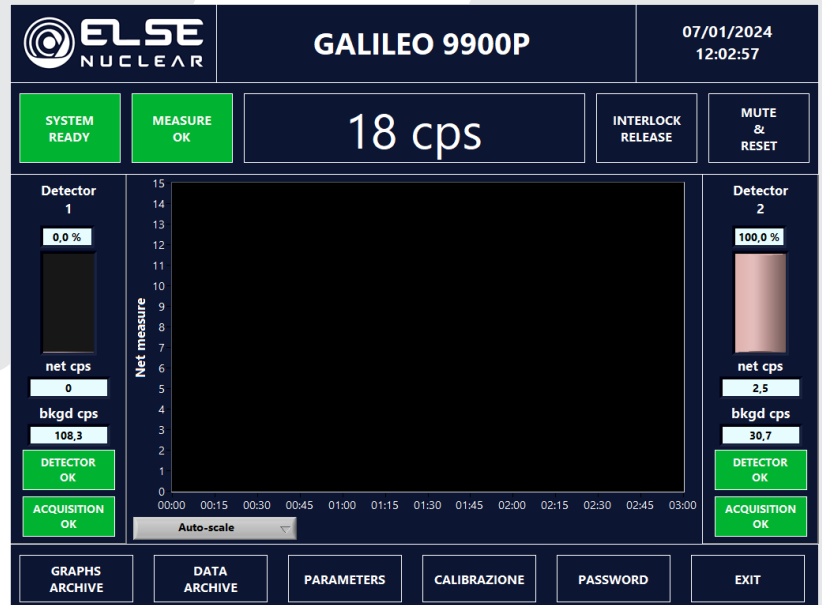 ELSE
NUCLEAR
GALILEO 9900P
07/01/2024
12:02:57
SYSTEM
READY
MEASURE
OK
18 cps
INTERLOCK
RELEASE
MUTE
&
RESET
Detector
1
0,0 %
net cps
0
bkgd cps
108,3
DETECTOR
OK
ACQUISITION
OK
Net measure
15
14
13
12
11
10
9
8
7
6
5
4
3
2
1
0
00:00 00:15 00:30 00:45 01:00 01:15 01:30 01:45 02:00 02:15 02:30 02:45 03:00
Auto-scale
Detector
2
100,0 %
net cps
2,5
bkgd cps
30,7
DETECTOR
OK
ACQUISITION
OK
GRAPHS
ARCHIVE
DATA
ARCHIVE
PARAMETERS
CALIBRAZIONE
PASSWORD
EXIT